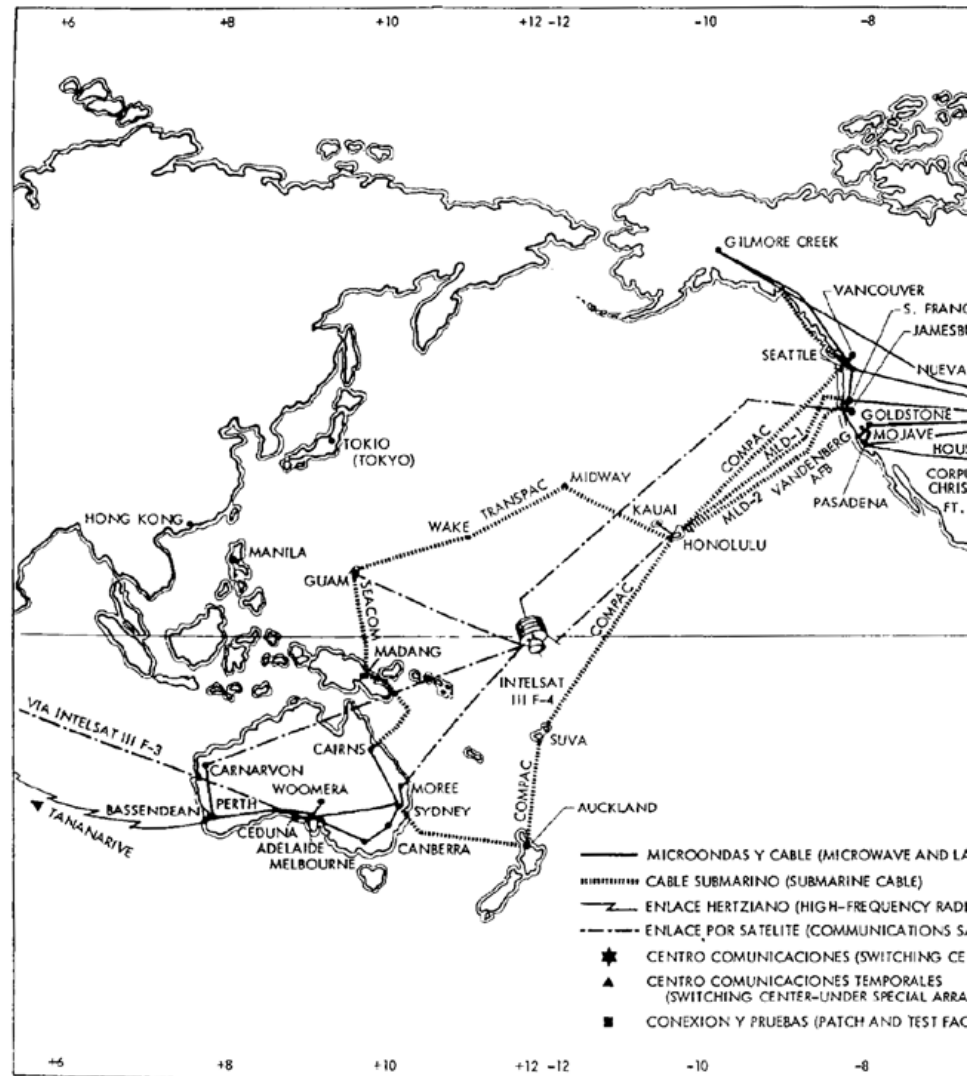 +6 +8 +10 +12 -12 -10 -8
GILMORE CREEK
VANCOUVER
S. FRANC
JAMESBU
SEATTLE
NUEVA
GOLDSTONE
MOJAVE
HOUS
CORPU
CHRIS
FT.
PASADENA
VANDENBERG
AFB
COMPAC
MLD-1
MLD-2
TOKIO
(TOKYO)
MIDWAY
TRANSPAC
WAKE
KAUAI
HONOLULU
HONG KONG
MANILA
GUAM
SEACOM
COMPAC
MADANG
INTELSAT
III F-4
VIA INTELSAT III F-3
SUVA
CAIRNS
CARNARVON
WOOMERA
MOREE
COMPAC
BASSENDEAN
PERTH
SYDNEY
AUCKLAND
TANANARIVE
CEDUNA
ADELAIDE
MELBOURNE
CANBERRA
MICROONDAS Y CABLE (MICROWAVE AND LA
CABLE SUBMARINO (SUBMARINE CABLE)
ENLACE HERTZIANO (HIGH-FREQUENCY RADI
ENLACE POR SATELITE (COMMUNICATIONS SA
CENTRO COMUNICACIONES (SWITCHING CE
CENTRO COMUNICACIONES TEMPORALES
(SWITCHING CENTER-UNDER SPECIAL ARRA
CONEXION Y PRUEBAS (PATCH AND TEST FAC
+6 +8 +10 +12 -12 -10 -8